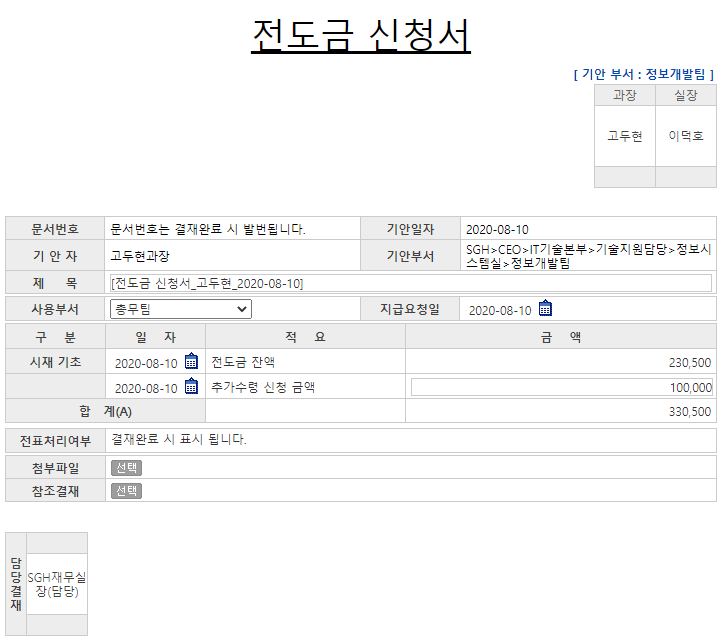 전도금 신청서
[ 기안 부서 : 정보개발팀 ]
과장 실장
고두현 이덕호
문서번호 문서번호는 결재완료 시 발번됩니다. 기안일자 2020-08-10
기 안 자 고두현과장 기안부서 SGH>CEO>IT기술본부>기술지원담당>정보시
스템실>정보개발팀
제 목 [전도금 신청서_고두현_2020-08-10]
사용부서 총무팀 지급요청일 2020-08-10
구 분 일 자 적 요 금 액
시재 기초 2020-08-10 전도금 잔액 230,500
2020-08-10 추가수령 신청 금액 100,000
합 계(A) 330,500
전표처리여부 결재완료 시 표시 됩니다.
첨부파일 선택
참조결재 선택
담당결재
SGH재무실
장(담당)